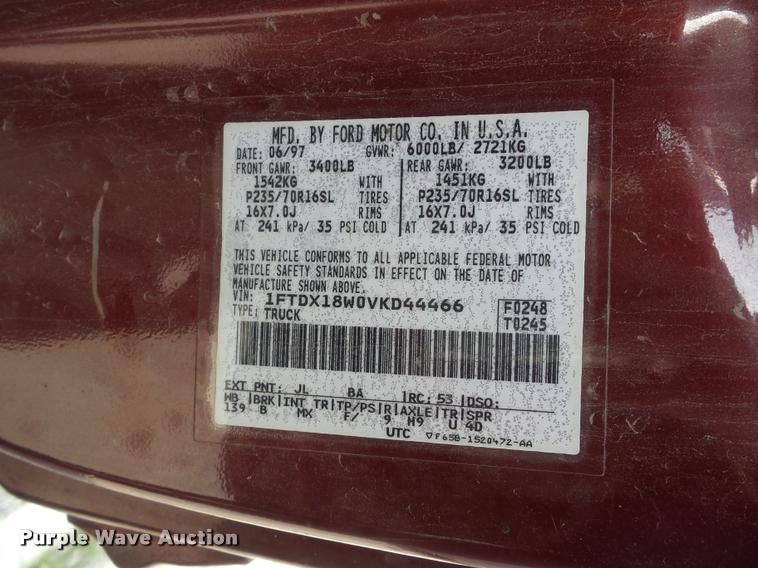 MFD. BY FORD MOTOR CO. IN U.S.A.
DATE: 06/97 GVWR: 6000LB/ 2721KG
FRONT GAWR: 3400LB REAR GAWR: 3200LB
1542KG WITH 1451KG WITH
P235/70R16SL TIRES P235/70R16SL TIRES
16X7.0J RIMS 16X7.0J RIMS
AT 241 kPa/ 35 PSI COLD AT 241 kPa/ 35 PSI COLD
THIS VEHICLE CONFORMS TO ALL APPLICABLE FEDERAL MOTOR
VEHICLE SAFETY STANDARDS IN EFFECT ON THE DATE OF
MANUFACTURE SHOWN ABOVE.
VIN: 1FTDX18W0VKD44466 F0248
TYPE: TRUCK T0245
EXT PNT: JL BA RC: 53 DSO:
WB BRK INT TR TP/PS R AXLE TR SPR
139 B MX F/ 9 H9 U 4D
UTC ▽F65B-1520472-AA
Purple Wave Auction